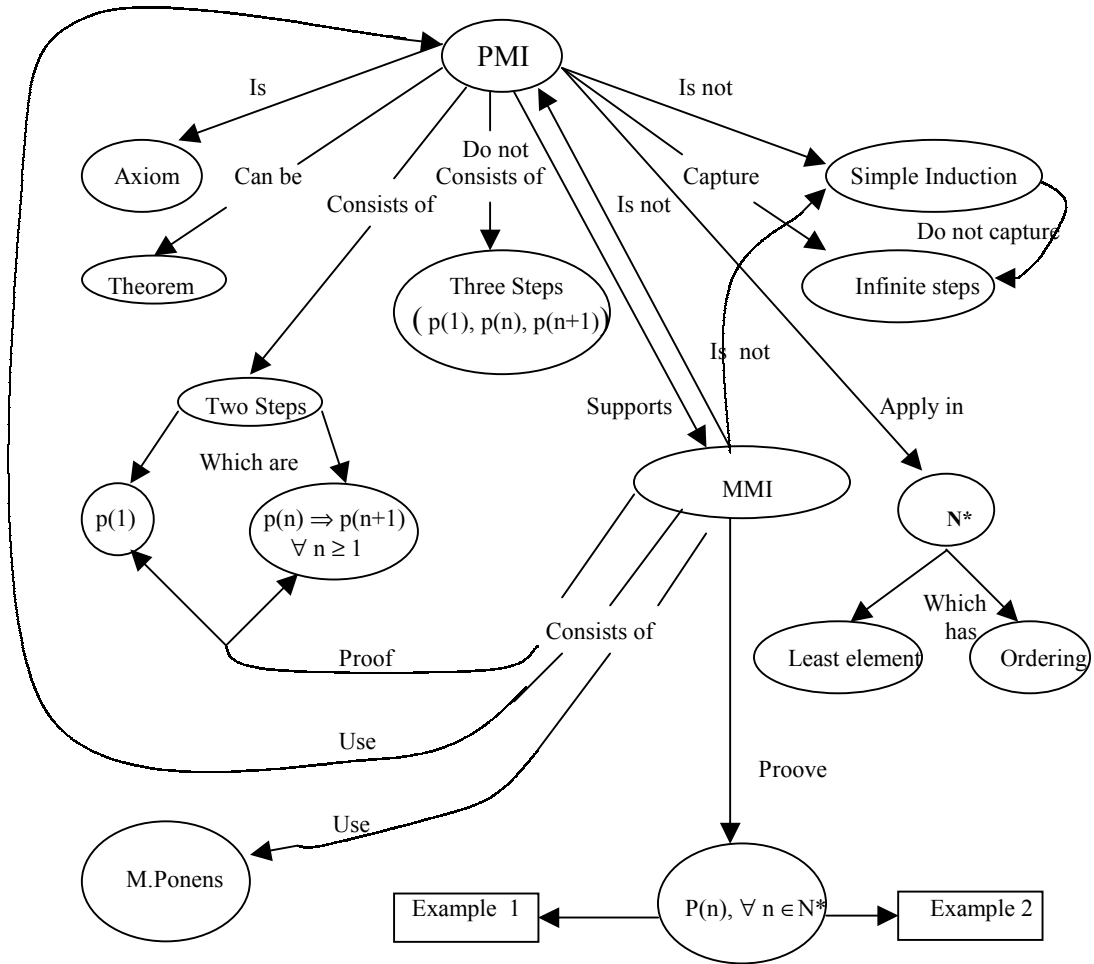 PMI
Is
Is not
Do not
Consists of
Axiom
Can be
Capture
Simple Induction
Consists of
Is not
Do not capture
Theorem
Three Steps
( p(1), p(n), p(n+1))
Infinite steps
Is not
Two Steps
Supports
Apply in
Which are
MMI
p(1)
p(n) ⇒ p(n+1)
∀ n ≥ 1
N*
Which
has
Consists of
Proof
Least element
Ordering
Use
Proove
Use
M.Ponens
Example 1
P(n), ∀ n ∈N*
Example 2